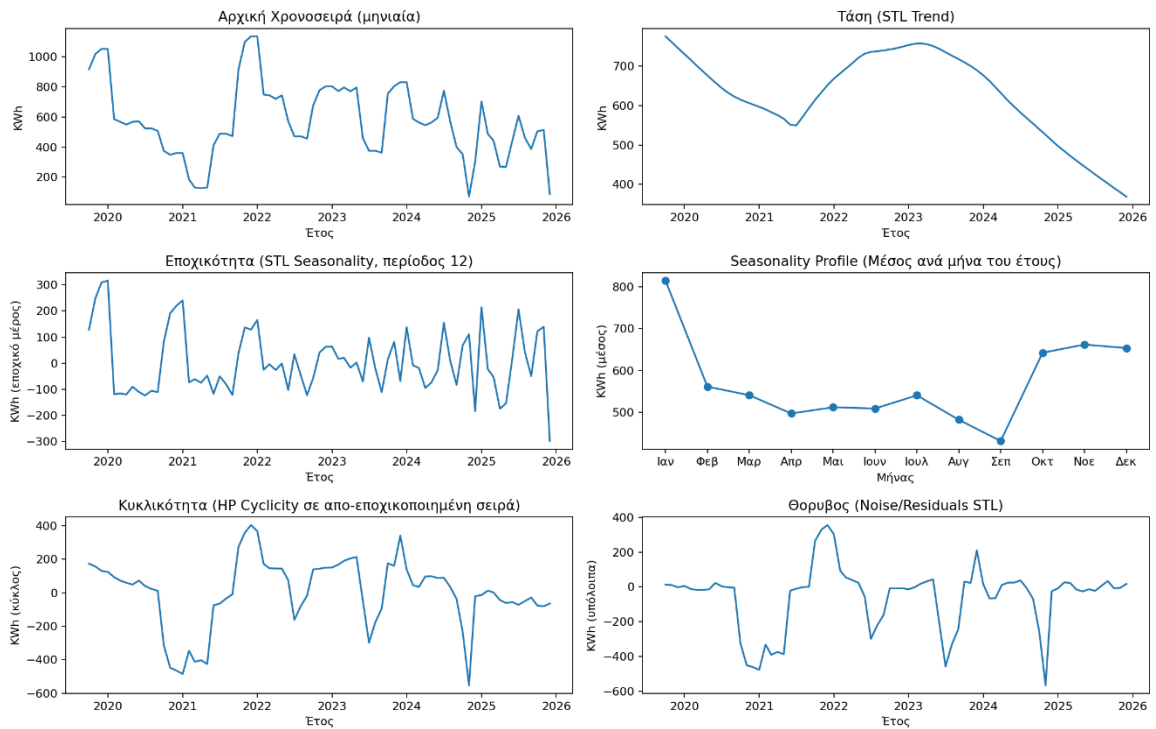 Αρχική Χρονοσειρά (μηνιαία)
KWh
1000
800
600
400
200
2020
2021
2022
2023
2024
2025
2026
Έτος
Τάση (STL Trend)
KWh
700
600
500
400
2020
2021
2022
2023
2024
2025
2026
Έτος
Εποχικότητα (STL Seasonality, περίοδος 12)
KWh (εποχικό μέρος)
300
200
100
0
−100
−200
−300
2020
2021
2022
2023
2024
2025
2026
Έτος
Seasonality Profile (Μέσος ανά μήνα του έτους)
KWh (μέσος)
800
700
600
500
Ιαν
Φεβ
Μαρ
Απρ
Μαι
Ιουν
Ιουλ
Αυγ
Σεπ
Οκτ
Νοε
Δεκ
Μήνας
Κυκλικότητα (HP Cyclicity σε απο-εποχικοποιημένη σειρά)
KWh (κύκλος)
400
200
0
−200
−400
−600
2020
2021
2022
2023
2024
2025
2026
Έτος
Θορυβος (Noise/Residuals STL)
KWh (υπόλοιπα)
400
200
0
−200
−400
−600
2020
2021
2022
2023
2024
2025
2026
Έτος